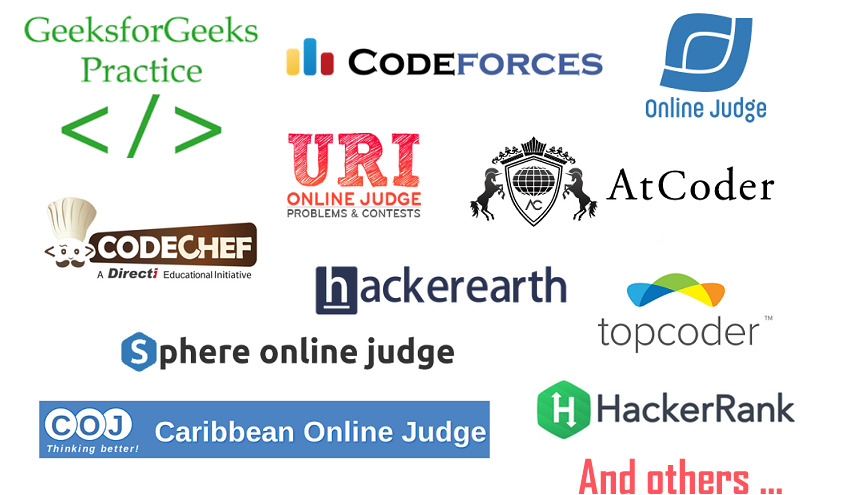 GeeksforGeeks
Practice
</>
CODEFORCES
Online Judge
URI
ONLINE JUDGE
PROBLEMS & CONTESTS
AC
AtCoder
CODECHEF
A Directi Educational Initiative
hackerearth
topcoder™
Sphere online judge
COJ
Thinking better!
Caribbean Online Judge
H
HackerRank
And others ...